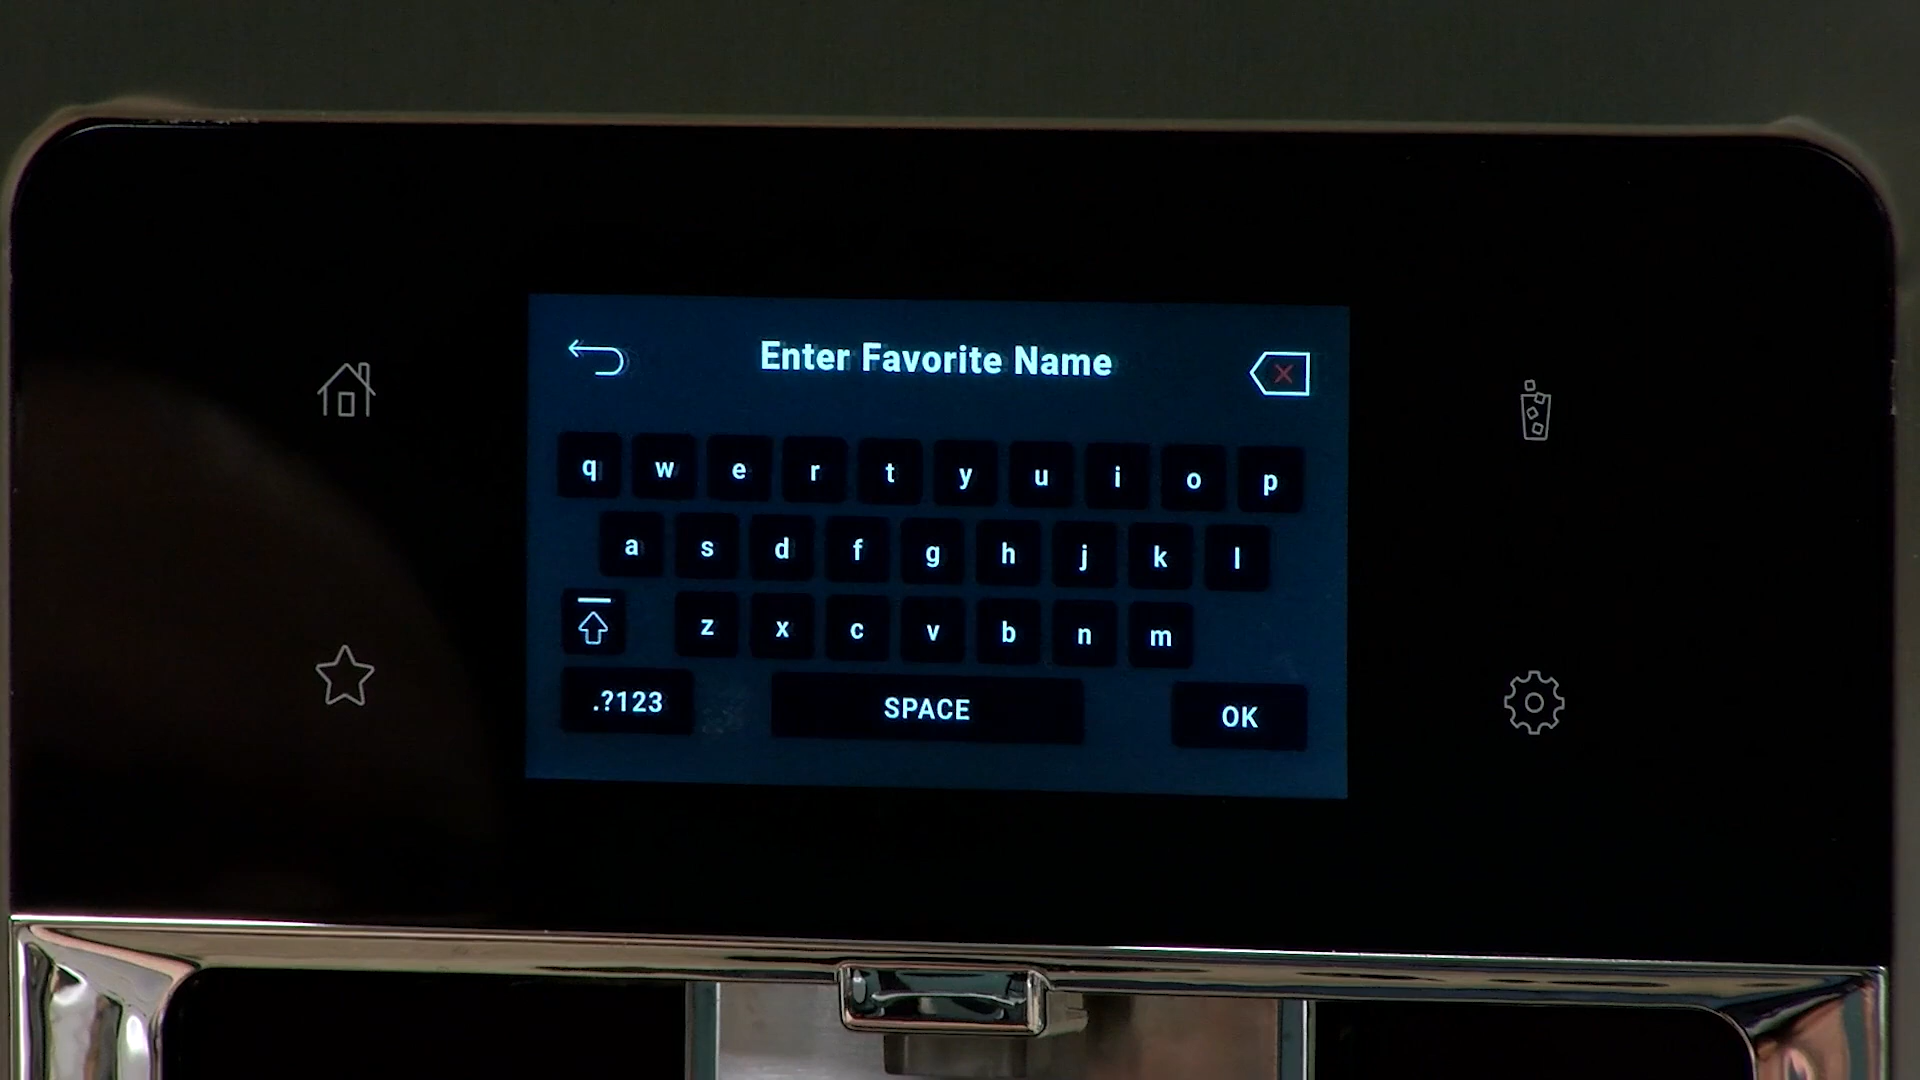 Enter Favorite Name
q w e r t y u i o p
a s d f g h j k l
z x c v b n m
.?123 SPACE OK